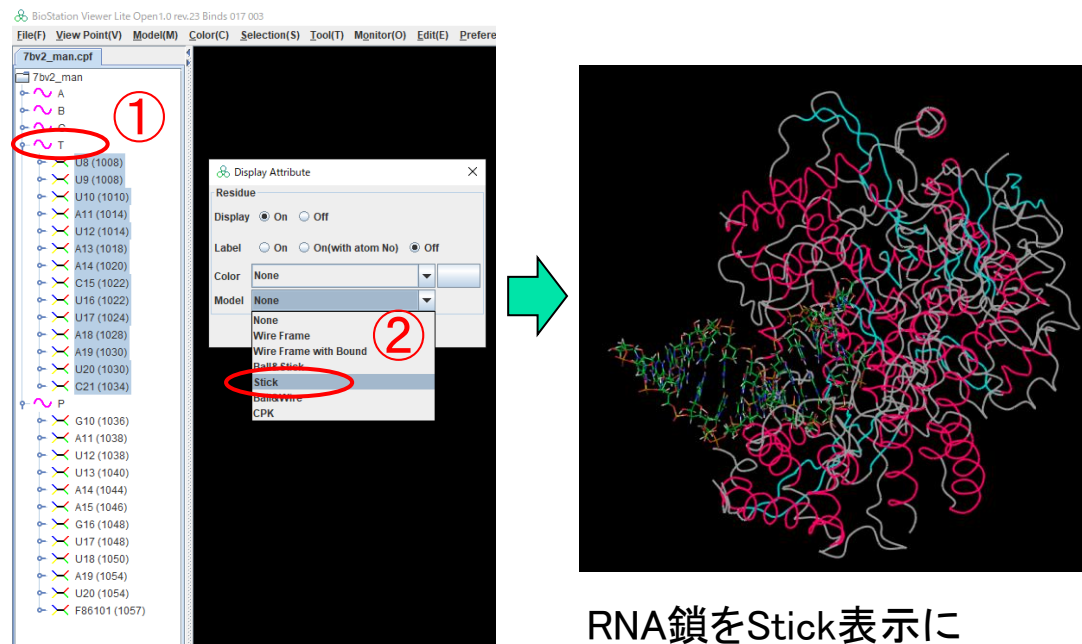 BioStation Viewer Lite Open1.0 rev.23 Binds 017 003
File(F) View Point(V) Model(M) Color(C) Selection(S) Tool(T) Monitor(O) Edit(E) Prefere
7bv2_man.cpf
7bv2_man
A
B
T
①
U8 (1008)
U9 (1008)
U10 (1010)
A11 (1014)
U12 (1014)
A13 (1018)
A14 (1020)
C15 (1022)
U16 (1022)
U17 (1024)
A18 (1028)
A19 (1030)
U20 (1030)
C21 (1034)
P
G10 (1036)
A11 (1038)
U12 (1038)
U13 (1040)
A14 (1044)
A15 (1046)
G16 (1048)
U17 (1048)
U18 (1050)
A19 (1054)
U20 (1054)
F86101 (1057)
Display Attribute
Residue
Display On Off
Label On On(with atom No) Off
Color None
Model None
None
Wire Frame
Wire Frame with Bound
Ball&Stick
Stick
Ball&Wire
CPK
②
RNA鎖をStick表示に